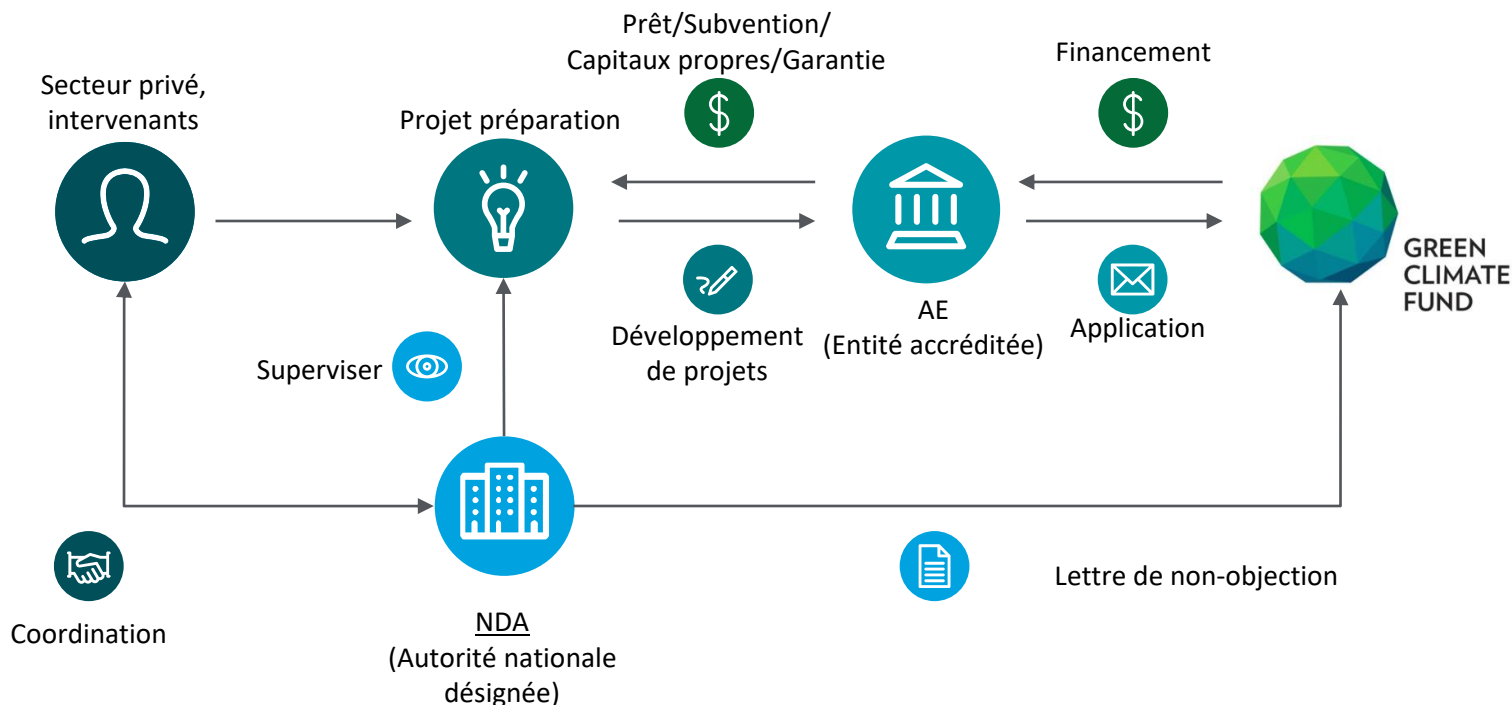 Prêt/Subvention/
Capitaux propres/Garantie
Financement
Secteur privé,
intervenants
Projet préparation
GREEN
CLIMATE
FUND
AE
(Entité accréditée)
Application
Développement
de projets
Superviser
Lettre de non-objection
Coordination
NDA
(Autorité nationale
désignée)